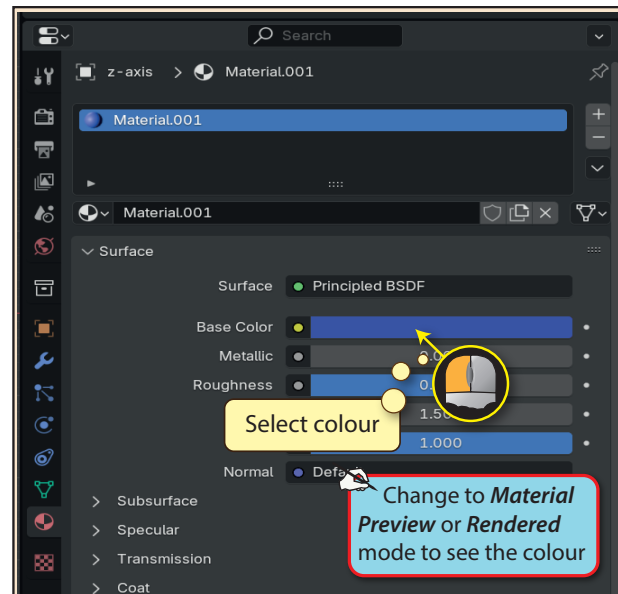 Search
z-axis > Material.001
Material.001
Material.001
Surface
Surface Principled BSDF
Base Color
Metallic
Roughness
Select colour
1.000
Normal
Change to Material
Preview or Rendered
mode to see the colour
Subsurface
Specular
Transmission
Coat